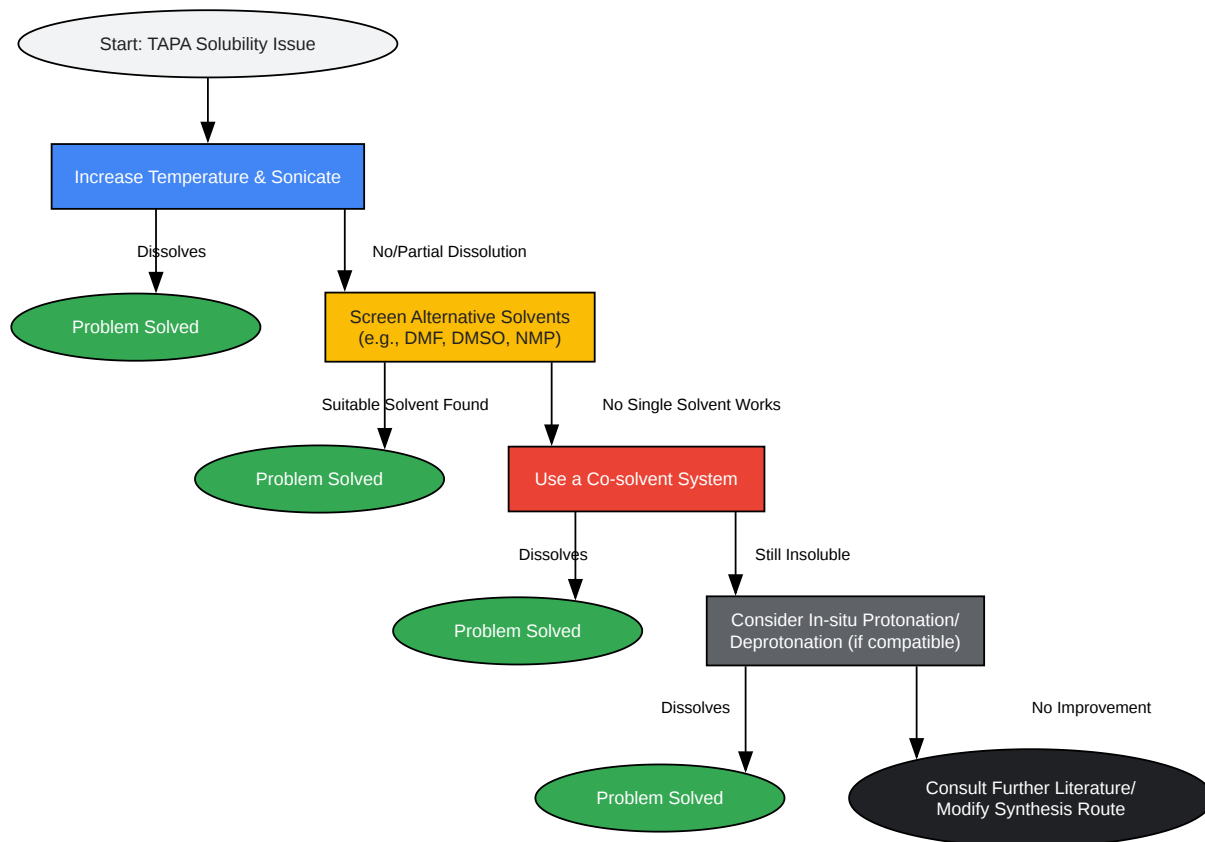 Start: TAPA Solubility Issue
Increase Temperature & Sonicate
Dissolves
No/Partial Dissolution
Problem Solved
Screen Alternative Solvents
(e.g., DMF, DMSO, NMP)
Suitable Solvent Found
No Single Solvent Works
Problem Solved
Use a Co-solvent System
Dissolves
Still Insoluble
Problem Solved
Consider In-situ Protonation/
Deprotonation (if compatible)
Dissolves
No Improvement
Problem Solved
Consult Further Literature/
Modify Synthesis Route